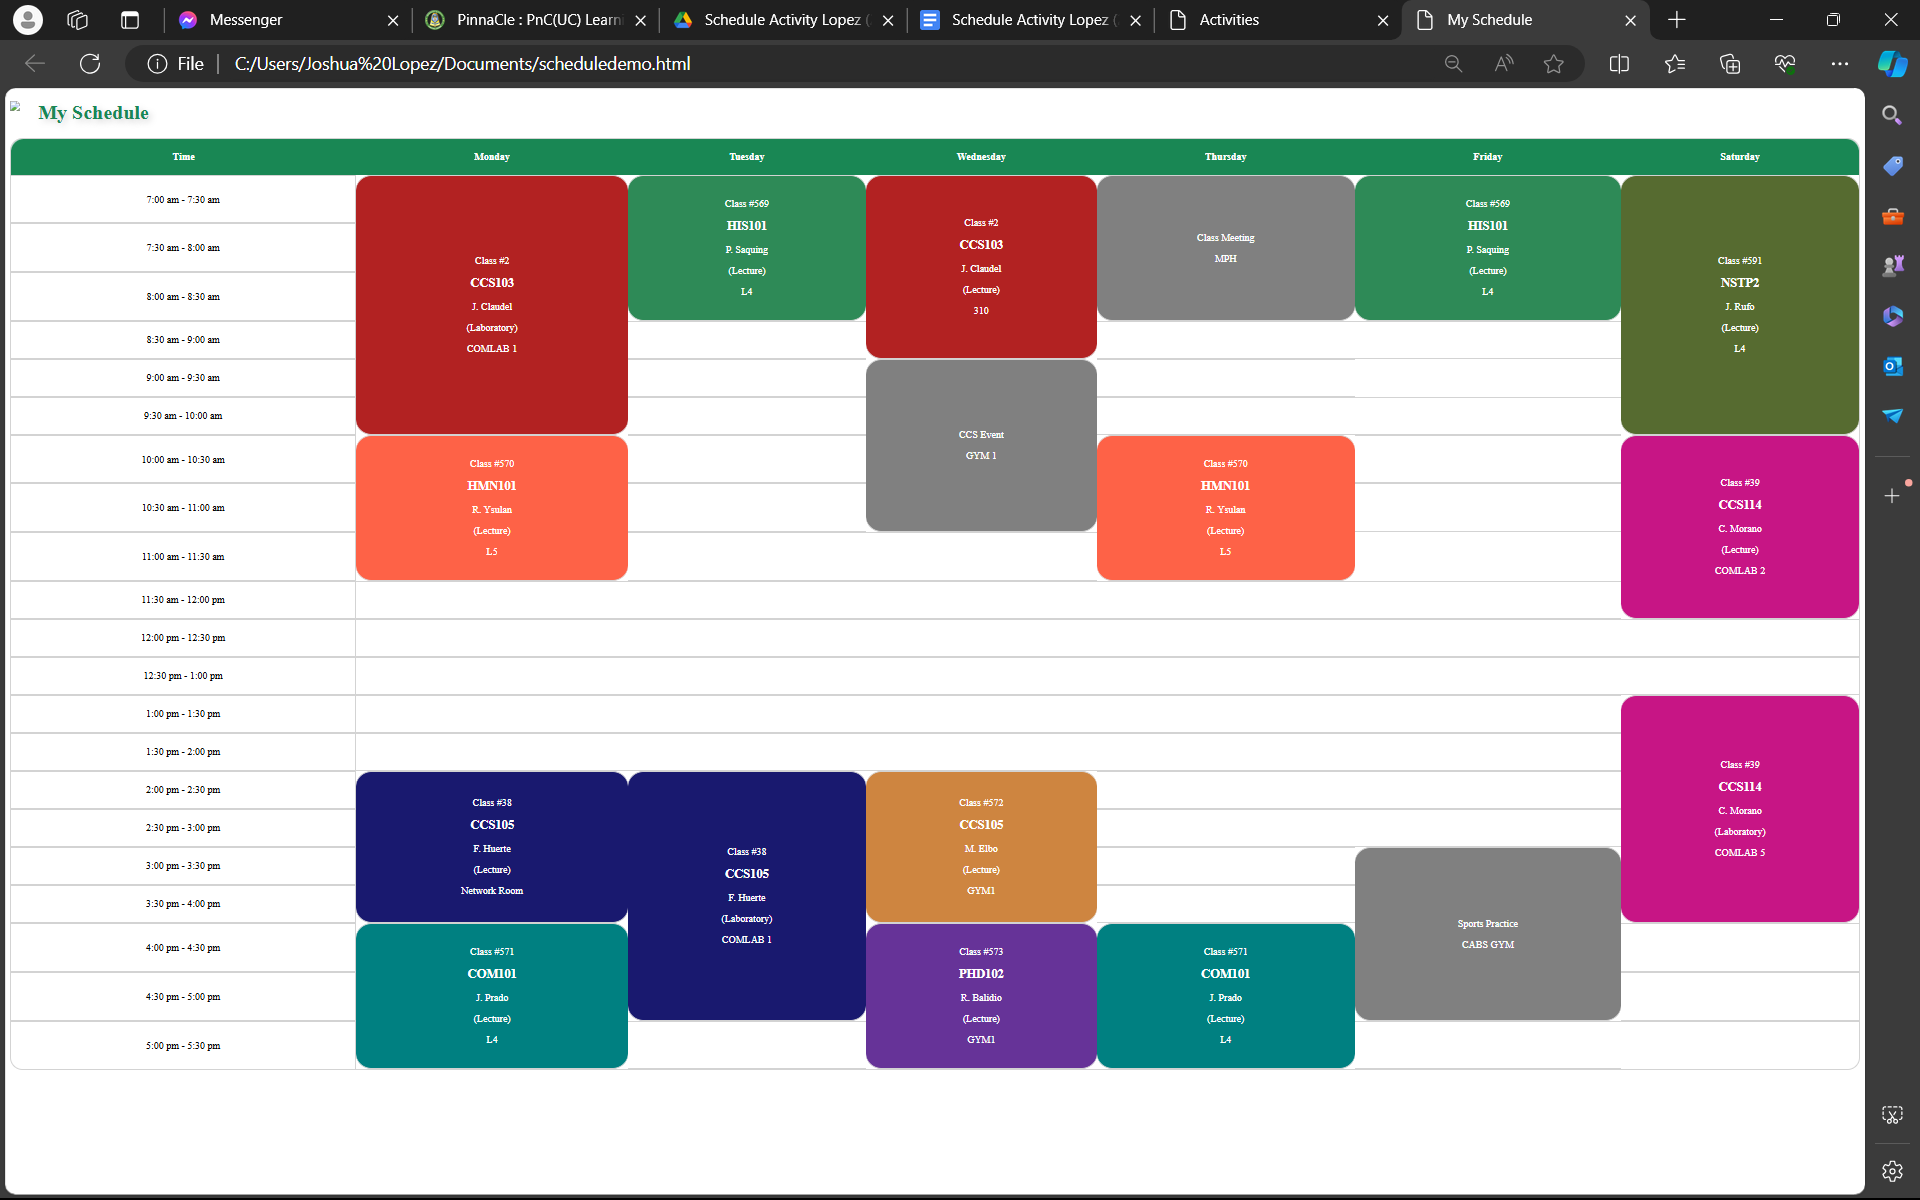 Messenger
PinnaCle : PnC(UC) Learni
Schedule Activity Lopez (
Schedule Activity Lopez (
Activities
My Schedule
File
C:/Users/Joshua%20Lopez/Documents/scheduledemo.html
My Schedule
Time Monday Tuesday Wednesday Thursday Friday Saturday
7:00 am - 7:30 am
7:30 am - 8:00 am
8:00 am - 8:30 am
8:30 am - 9:00 am
9:00 am - 9:30 am
9:30 am - 10:00 am
10:00 am - 10:30 am
10:30 am - 11:00 am
11:00 am - 11:30 am
11:30 am - 12:00 pm
12:00 pm - 12:30 pm
12:30 pm - 1:00 pm
1:00 pm - 1:30 pm
1:30 pm - 2:00 pm
2:00 pm - 2:30 pm
2:30 pm - 3:00 pm
3:00 pm - 3:30 pm
3:30 pm - 4:00 pm
4:00 pm - 4:30 pm
4:30 pm - 5:00 pm
5:00 pm - 5:30 pm
Class #2
CCS103
J. Claudel
(Laboratory)
COMLAB 1
Class #570
HMN101
R. Ysulan
(Lecture)
L5
Class #38
CCS105
F. Huerte
(Lecture)
Network Room
Class #571
COM101
J. Prado
(Lecture)
L4
Class #569
HIS101
P. Saquing
(Lecture)
L4
Class #38
CCS105
F. Huerte
(Laboratory)
COMLAB 1
Class #2
CCS103
J. Claudel
(Lecture)
310
CCS Event
GYM 1
Class #572
CCS105
M. Elbo
(Lecture)
GYM1
Class #573
PHD102
R. Balidio
(Lecture)
GYM1
Class Meeting
MPH
Class #570
HMN101
R. Ysulan
(Lecture)
L5
Class #571
COM101
J. Prado
(Lecture)
L4
Class #569
HIS101
P. Saquing
(Lecture)
L4
Sports Practice
CABS GYM
Class #591
NSTP2
J. Rufo
(Lecture)
L4
Class #39
CCS114
C. Morano
(Lecture)
COMLAB 2
Class #39
CCS114
C. Morano
(Laboratory)
COMLAB 5